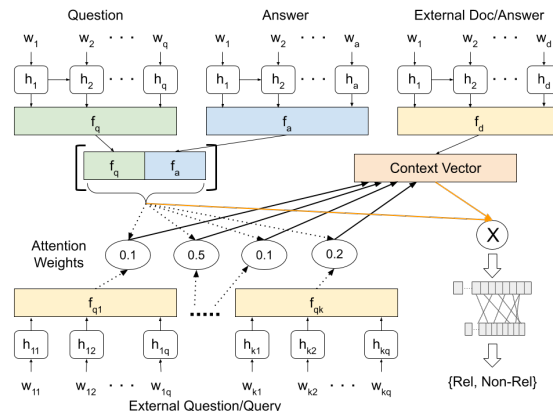 Question Answer External Doc/Answer
w1 w2 · · · wq w1 w2 · · · wa w1 w2 · · · wd
h1 h2 · · · hq h1 h2 · · · ha h1 h2 · · · hd
fq fa fd
[ fq fa ] Context Vector
Attention Weights
0.1 0.5 0.1 0.2 X
fq1 ..... fqk
h11 h12 h1q hk1 hk2 hkq
w11 w12 · · · w1q wk1 wk2 · · · wkq
{Rel, Non-Rel}
External Question/Query